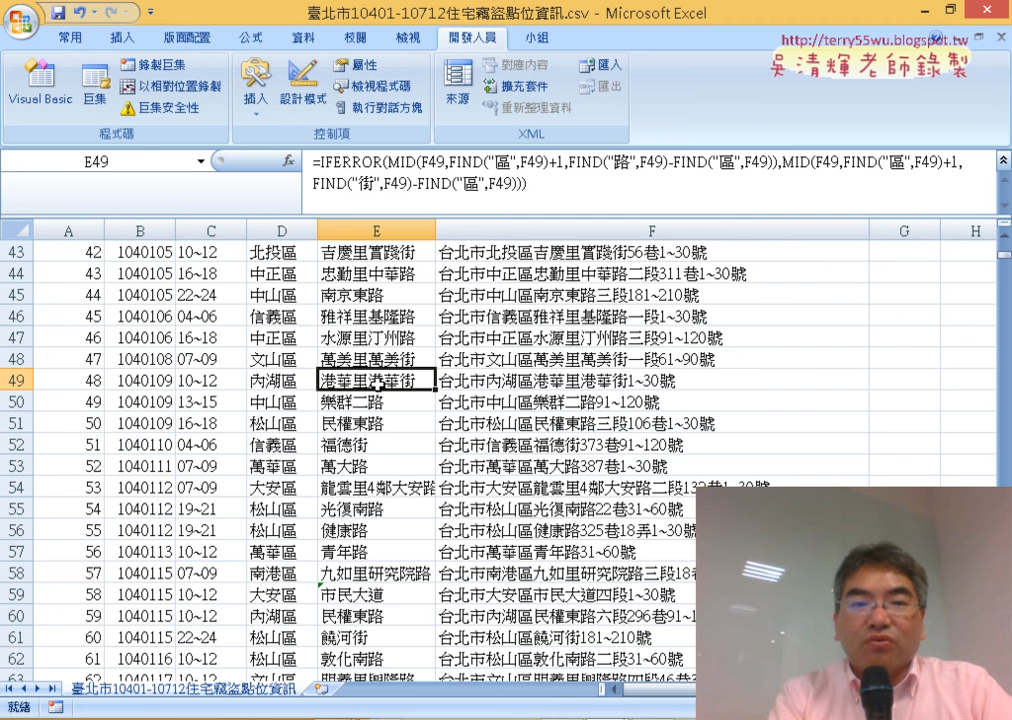 臺北市10401-10712住宅竊盜點位資訊.csv - Microsoft Excel
常用 插入 版面配置 公式 資料 校閱 檢視 開發人員 小組
http://terry55wu.blogspot.tw
吳清輝老師錄製
Visual Basic 巨集 錄製巨集 以相對位置錄製 巨集安全性
插入 設計模式 屬性 檢視程式碼 執行對話方塊
來源 對應內容 擴充套件 重新整理資料 匯入 匯出
程式碼 控制項 XML
E49 fx =IFERROR(MID(F49,FIND("區",F49)+1,FIND("路",F49)-FIND("區",F49)),MID(F49,FIND("區",F49)+1,
FIND("街",F49)-FIND("區",F49)))
A B C D E F G H
43 42 1040105 10~12 北投區 吉慶里實踐街 台北市北投區吉慶里實踐街56巷1~30號
44 43 1040105 16~18 中正區 忠勤里中華路 台北市中正區忠勤里中華路二段311巷1~30號
45 44 1040105 22~24 中山區 南京東路 台北市中山區南京東路三段181~210號
46 45 1040106 04~06 信義區 雅祥里基隆路 台北市信義區雅祥里基隆路一段1~30號
47 46 1040106 16~18 中正區 水源里汀州路 台北市中正區水源里汀州路三段91~120號
48 47 1040108 07~09 文山區 萬美里萬美街 台北市文山區萬美里萬美街一段61~90號
49 48 1040109 10~12 內湖區 港華里港華街 台北市內湖區港華里港華街1~30號
50 49 1040109 13~15 中山區 樂群二路 台北市中山區樂群二路91~120號
51 50 1040109 16~18 松山區 民權東路 台北市松山區民權東路三段106巷1~30號
52 51 1040110 04~06 信義區 福德街 台北市信義區福德街373巷91~120號
53 52 1040111 07~09 萬華區 萬大路 台北市萬華區萬大路387巷1~30號
54 53 1040112 07~09 大安區 龍雲里4鄰大安路 台北市大安區龍雲里4鄰大安路二段132巷1~30號
55 54 1040112 19~21 松山區 光復南路 台北市松山區光復南路22巷31~60號
56 55 1040112 19~21 松山區 健康路 台北市松山區健康路325巷18弄1~30號
57 56 1040113 10~12 萬華區 青年路 台北市萬華區青年路31~60號
58 57 1040115 07~09 南港區 九如里研究院路 台北市南港區九如里研究院路三段18巷
59 58 1040115 10~12 大安區 市民大道 台北市大安區市民大道四段1~30號
60 59 1040115 10~12 內湖區 民權東路 台北市內湖區民權東路六段296巷91~1
61 60 1040115 22~24 松山區 饒河街 台北市松山區饒河街181~210號
62 61 1040116 10~12 松山區 敦化南路 台北市松山區敦化南路二段31~60號
臺北市10401-10712住宅竊盜點位資訊
就緒